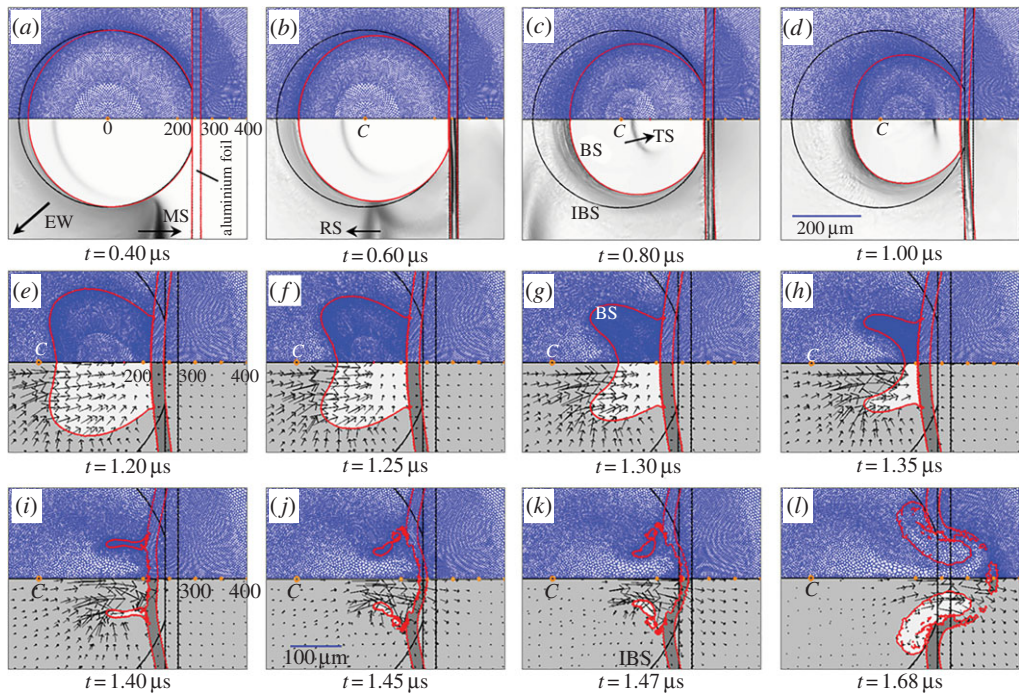 (a)
(b)
(c)
(d)
0
200
300
400
aluminium foil
EW
MS
C
RS
C
TS
BS
IBS
C
200 µm
t = 0.40 µs
t = 0.60 µs
t = 0.80 µs
t = 1.00 µs
(e)
(f)
(g)
(h)
BS
C
200
300
400
C
C
C
t = 1.20 µs
t = 1.25 µs
t = 1.30 µs
t = 1.35 µs
(i)
(j)
(k)
(l)
C
300
400
C
100 µm
C
IBS
C
t = 1.40 µs
t = 1.45 µs
t = 1.47 µs
t = 1.68 µs